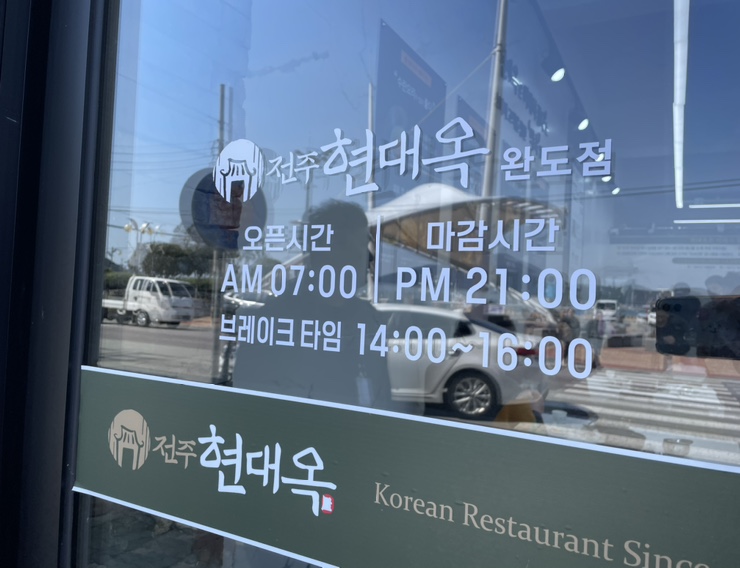 전주 현대옥 완도점
오픈시간 | 마감시간
AM 07:00 | PM 21:00
브레이크 타임 14:00~16:00
전주 현대옥
Korean Restaurant Since